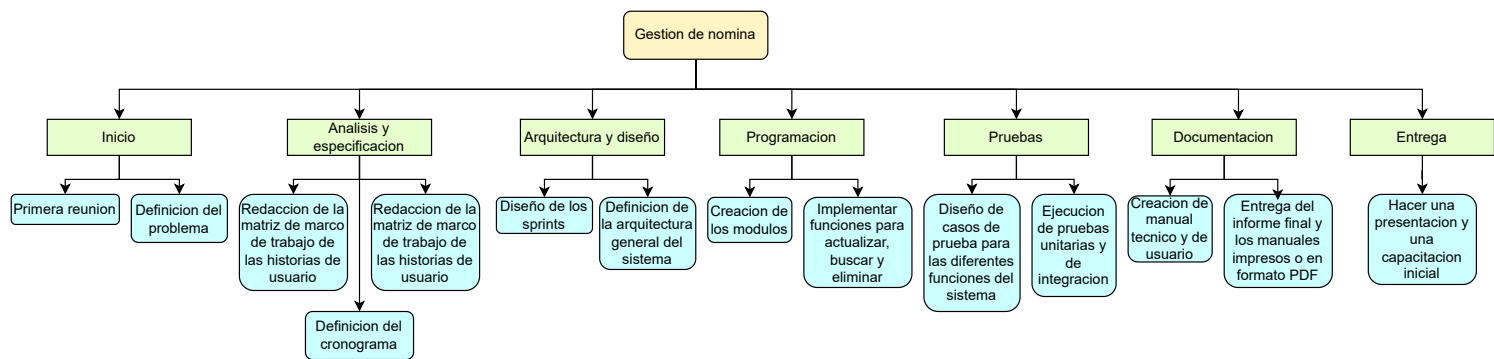 Gestion de nomina
Inicio
Analisis y
especificacion
Arquitectura y diseño
Programacion
Pruebas
Documentacion
Entrega
Primera reunion
Definicion del
problema
Redaccion de la
matriz de marco
de trabajo de
las historias de
usuario
Redaccion de la
matriz de marco
de trabajo de
las historias de
usuario
Definicion del
cronograma
Diseño de los
sprints
Definicion de
la arquitectura
general del
sistema
Creacion de
los modulos
Implementar
funciones para
actualizar,
buscar y
eliminar
Diseño de
casos de
prueba para
las diferentes
funciones del
sistema
Ejecucion
de pruebas
unitarias y
de
integracion
Creacion de
manual
tecnico y de
usuario
Entrega del
informe final y
los manuales
impresos o en
formato PDF
Hacer una
presentacion y
una
capacitacion
inicial